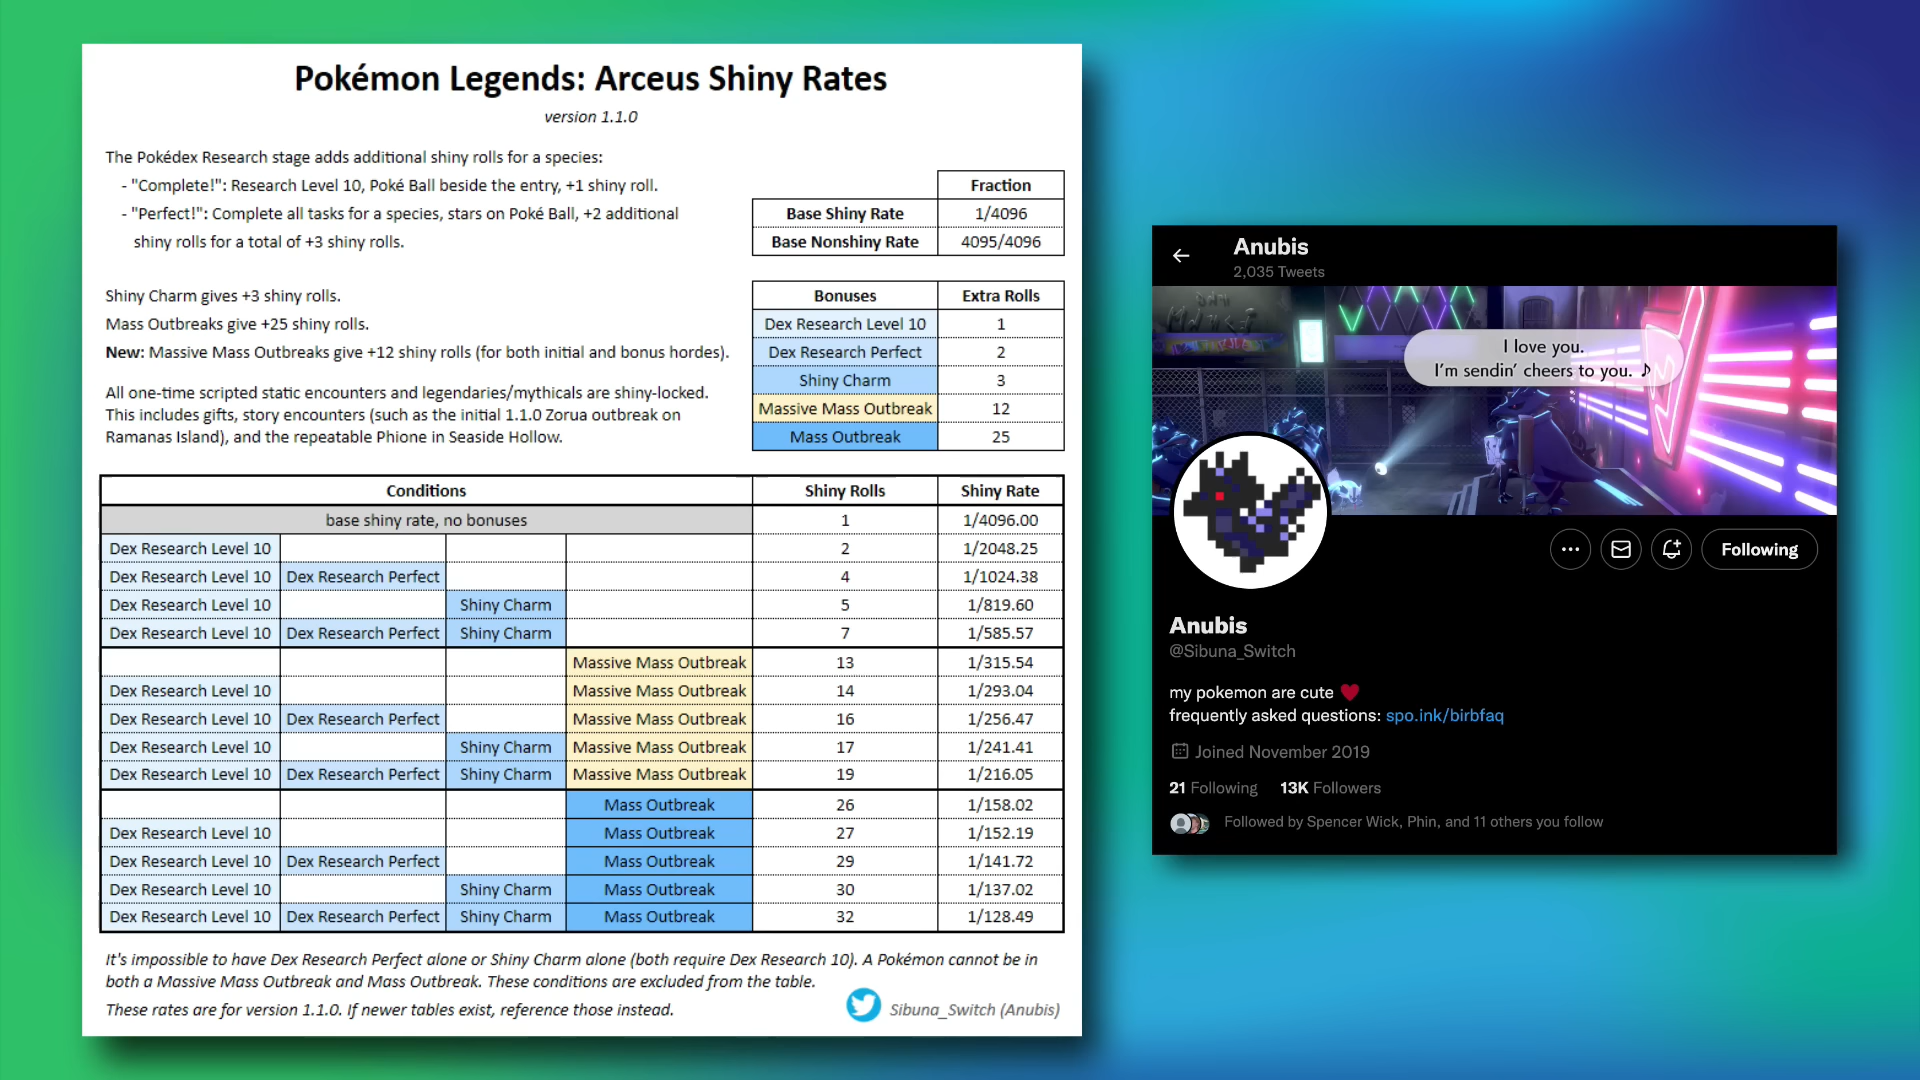 Pokémon Legends: Arceus Shiny Rates
version 1.1.0
The Pokédex Research stage adds additional shiny rolls for a species:
- "Complete!": Research Level 10, Poké Ball beside the entry, +1 shiny roll.
- "Perfect!": Complete all tasks for a species, stars on Poké Ball, +2 additional
shiny rolls for a total of +3 shiny rolls.
Fraction
Base Shiny Rate 1/4096
Base Nonshiny Rate 4095/4096
Shiny Charm gives +3 shiny rolls.
Mass Outbreaks give +25 shiny rolls.
New: Massive Mass Outbreaks give +12 shiny rolls (for both initial and bonus hordes).
All one-time scripted static encounters and legendaries/mythicals are shiny-locked.
This includes gifts, story encounters (such as the initial 1.1.0 Zorua outbreak on
Ramanas Island), and the repeatable Phione in Seaside Hollow.
Bonuses Extra Rolls
Dex Research Level 10 1
Dex Research Perfect 2
Shiny Charm 3
Massive Mass Outbreak 12
Mass Outbreak 25
Conditions Shiny Rolls Shiny Rate
base shiny rate, no bonuses 1 1/4096.00
Dex Research Level 10 2 1/2048.25
Dex Research Level 10 Dex Research Perfect 4 1/1024.38
Dex Research Level 10 Shiny Charm 5 1/819.60
Dex Research Level 10 Dex Research Perfect Shiny Charm 7 1/585.57
Massive Mass Outbreak 13 1/315.54
Dex Research Level 10 Massive Mass Outbreak 14 1/293.04
Dex Research Level 10 Dex Research Perfect Massive Mass Outbreak 16 1/256.47
Dex Research Level 10 Shiny Charm Massive Mass Outbreak 17 1/241.41
Dex Research Level 10 Dex Research Perfect Shiny Charm Massive Mass Outbreak 19 1/216.05
Mass Outbreak 26 1/158.02
Dex Research Level 10 Mass Outbreak 27 1/152.19
Dex Research Level 10 Dex Research Perfect Mass Outbreak 29 1/141.72
Dex Research Level 10 Shiny Charm Mass Outbreak 30 1/137.02
Dex Research Level 10 Dex Research Perfect Shiny Charm Mass Outbreak 32 1/128.49
It's impossible to have Dex Research Perfect alone or Shiny Charm alone (both require Dex Research 10). A Pokémon cannot be in
both a Massive Mass Outbreak and Mass Outbreak. These conditions are excluded from the table.
These rates are for version 1.1.0. If newer tables exist, reference those instead.
Sibuna_Switch (Anubis)
Anubis
2,035 Tweets
I love you.
I'm sendin' cheers to you. ♪
Following
Anubis
@Sibuna_Switch
my pokemon are cute ♥
frequently asked questions: spo.ink/birbfaq
Joined November 2019
21 Following 13K Followers
Followed by Spencer Wick, Phin, and 11 others you follow